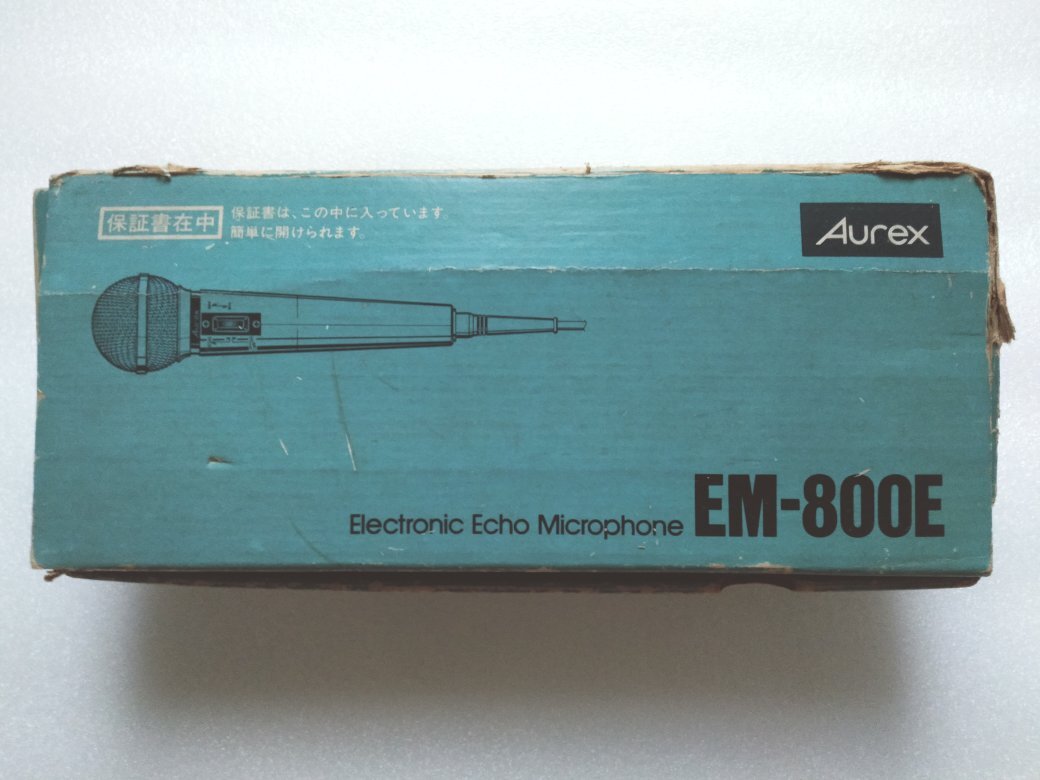 保証書在中
保証書は、この中に入っています。
簡単に開けられます。
Aurex
Electronic Echo Microphone EM-800E